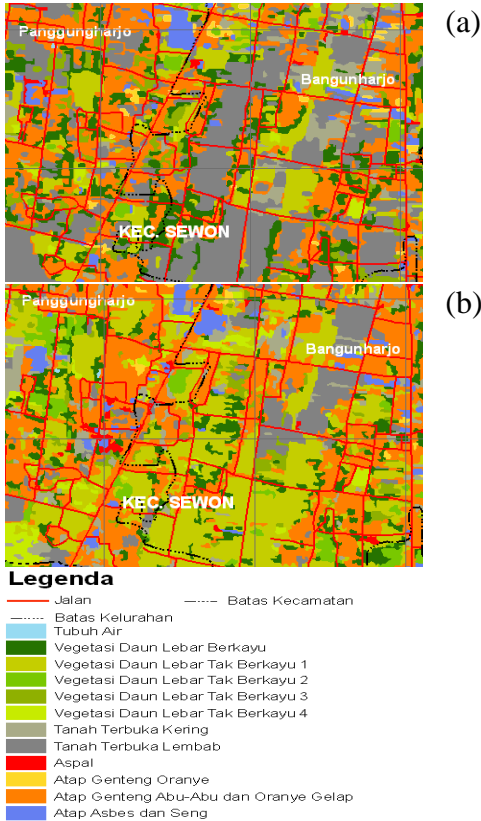 (a)
Panggungharjo
Bangunharjo
KEC. SEWON
(b)
Panggungharjo
Bangunharjo
KEC. SEWON
Legenda
Jalan
Batas Kecamatan
Batas Kelurahan
Tubuh Air
Vegetasi Daun Lebar Berkayu
Vegetasi Daun Lebar Tak Berkayu 1
Vegetasi Daun Lebar Tak Berkayu 2
Vegetasi Daun Lebar Tak Berkayu 3
Vegetasi Daun Lebar Tak Berkayu 4
Tanah Terbuka Kering
Tanah Terbuka Lembab
Aspal
Atap Genteng Oranye
Atap Genteng Abu-Abu dan Oranye Gelap
Atap Asbes dan Seng